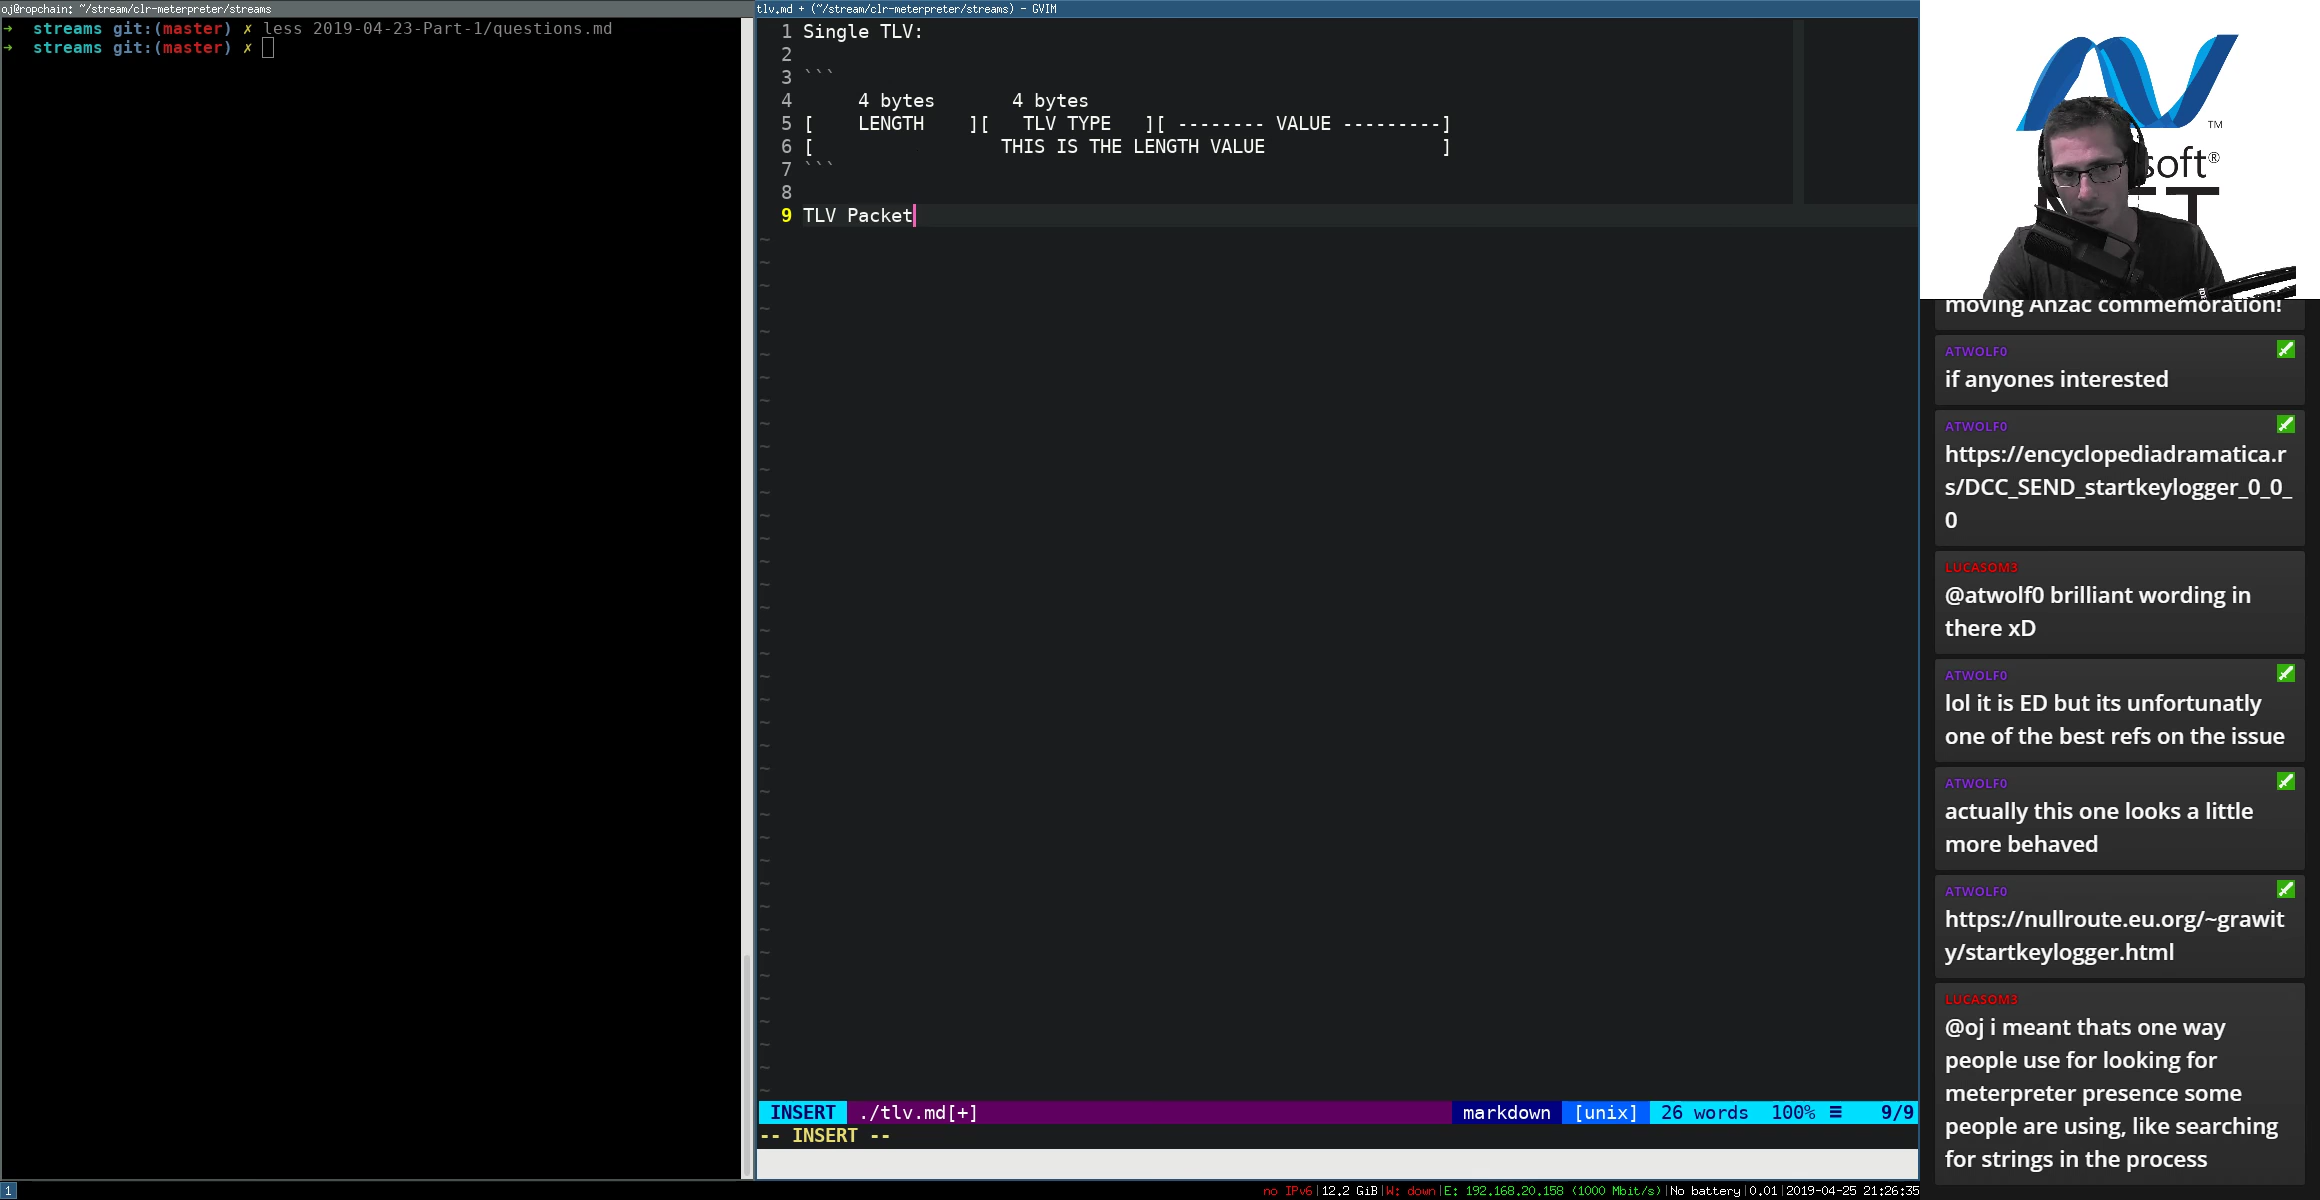 oj@ropchain: ~/stream/clr-meterpreter/streams
➜  streams git:(master) ✗ less 2019-04-23-Part-1/questions.md
➜  streams git:(master) ✗
tlv.md + (~/stream/clr-meterpreter/streams) - GVIM
1 Single TLV:
2
3 ```
4      4 bytes       4 bytes
5 [    LENGTH    ][   TLV TYPE   ][ -------- VALUE ---------]
6 [                 THIS IS THE LENGTH VALUE                ]
7 ```
8
9 TLV Packet
INSERT ./tlv.md[+] markdown [unix] 26 words 100% ≡ 9/9
-- INSERT --
TM
soft®
moving Anzac commemoration!
ATWOLF0
if anyones interested
ATWOLF0
https://encyclopediadramatica.r
s/DCC_SEND_startkeylogger_0_0_
0
LUCASOM3
@atwolf0 brilliant wording in
there xD
ATWOLF0
lol it is ED but its unfortunatly
one of the best refs on the issue
ATWOLF0
actually this one looks a little
more behaved
ATWOLF0
https://nullroute.eu.org/~grawit
y/startkeylogger.html
LUCASOM3
@oj i meant thats one way
people use for looking for
meterpreter presence some
people are using, like searching
for strings in the process
1
no IPv6|12.2 GiB|W: down|E: 192.168.20.158 (1000 Mbit/s)|No battery|0.01|2019-04-25 21:26:35